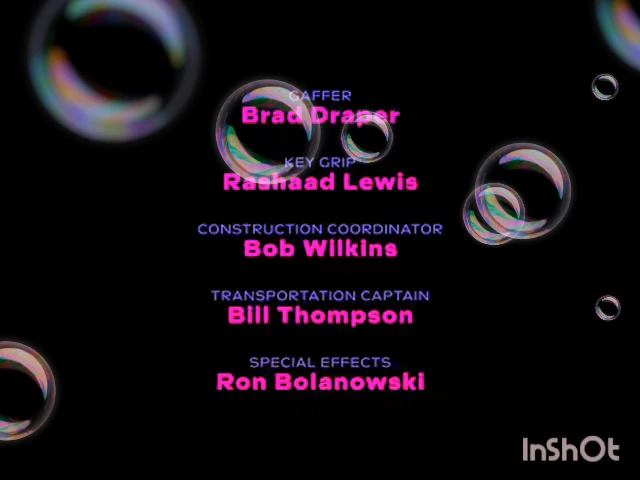 GAFFER
Brad Draper
KEY GRIP
Rashaad Lewis
CONSTRUCTION COORDINATOR
Bob Wilkins
TRANSPORTATION CAPTAIN
Bill Thompson
SPECIAL EFFECTS
Ron Bolanowski
InShOt